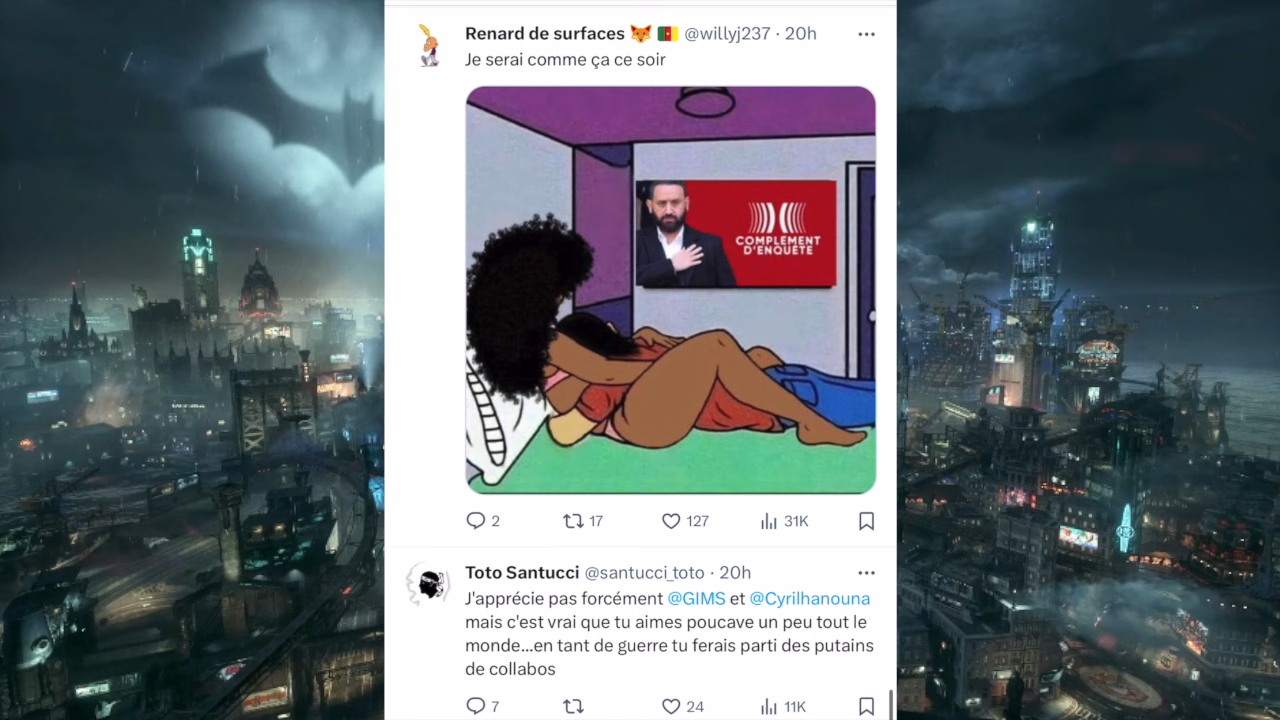 Renard de surfaces 🦊 🇨🇲 @willyj237 · 20h
Je serai comme ça ce soir
COMPLÉMENT
D'ENQUÊTE
2 17 127 31K
Toto Santucci @santucci_toto · 20h
J'apprécie pas forcément @GIMS et @Cyrilhanouna
mais c'est vrai que tu aimes poucave un peu tout le
monde...en tant de guerre tu ferais parti des putains
de collabos
7 24 11K